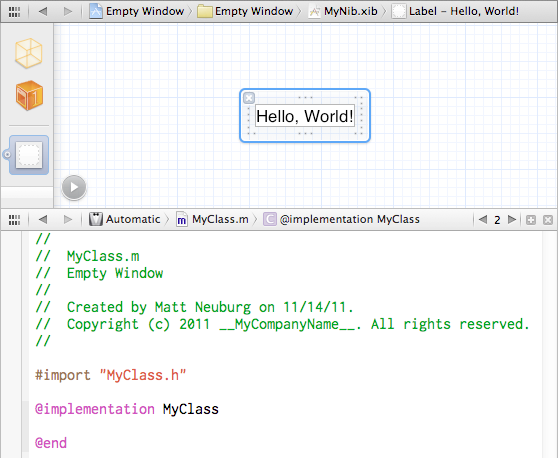 Empty Window Empty Window MyNib.xib Label – Hello, World!
Hello, World!
Automatic MyClass.m @implementation MyClass 2
//
// MyClass.m
// Empty Window
//
// Created by Matt Neuburg on 11/14/11.
// Copyright (c) 2011 __MyCompanyName__. All rights reserved.
//
#import "MyClass.h"
@implementation MyClass
@end